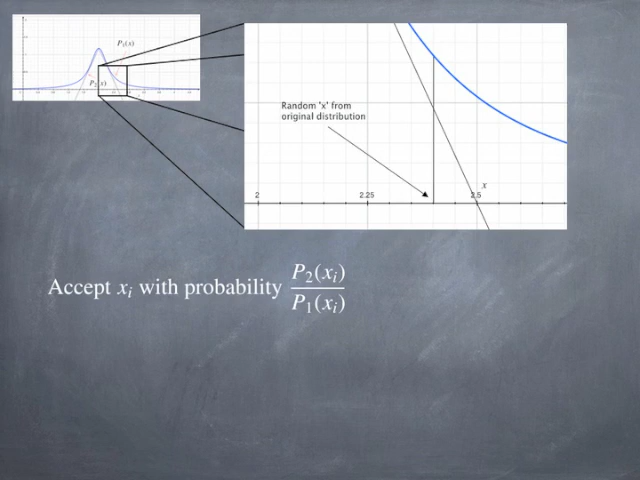 P₁(x)
P₂(x)
Random 'x' from
original distribution
x
2 2.25 2.5
Accept xᵢ with probability P₂(xᵢ)
P₁(xᵢ)